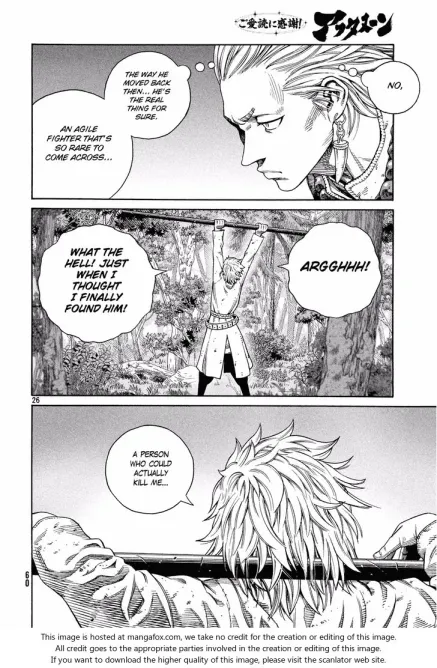 ご愛読に感謝! アフタヌーン
NO,
THE WAY HE
MOVED BACK
THEN... HE'S
THE REAL
THING FOR
SURE.
AN AGILE
FIGHTER THAT'S
SO RARE TO
COME ACROSS...
ARGGHHH!
WHAT THE
HELL! JUST
WHEN I
THOUGHT
I FINALLY
FOUND HIM!
26
A PERSON
WHO COULD
ACTUALLY
KILL ME...
60
This image is hosted at mangafox.com, we take no credit for the creation or editing of this image.
All credit goes to the appropriate parties involved in the creation or editing of this image.
If you want to download the higher quality of this image, please visit the scanlator web site.